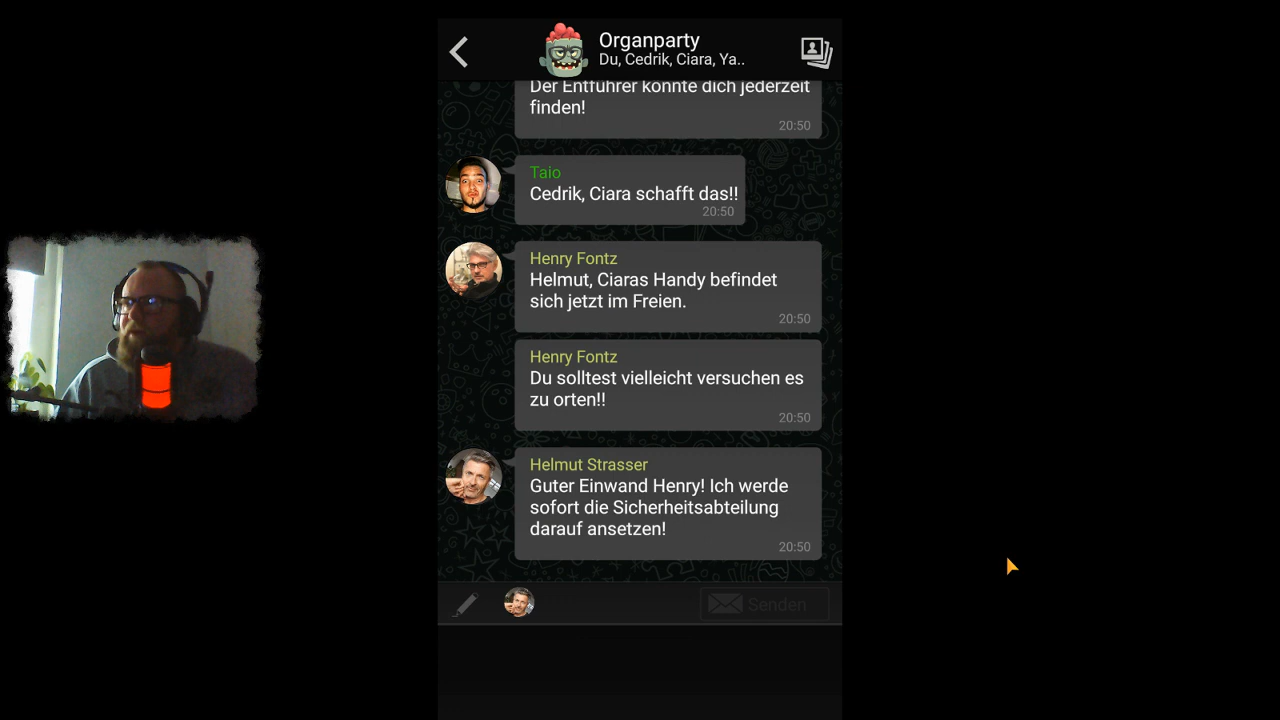 Organparty
Du, Cedrik, Ciara, Ya..
Der Entführer könnte dich jederzeit
finden!
20:50
Taio
Cedrik, Ciara schafft das!!
20:50
Henry Fontz
Helmut, Ciaras Handy befindet
sich jetzt im Freien.
20:50
Henry Fontz
Du solltest vielleicht versuchen es
zu orten!!
20:50
Helmut Strasser
Guter Einwand Henry! Ich werde
sofort die Sicherheitsabteilung
darauf ansetzen!
20:50
Senden